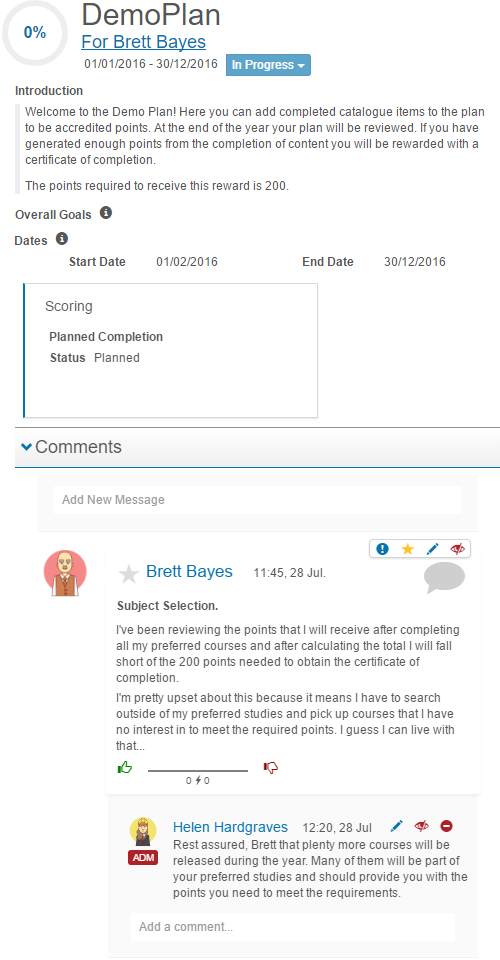 0%
DemoPlan
For Brett Bayes
01/01/2016 - 30/12/2016 In Progress
Introduction
Welcome to the Demo Plan! Here you can add completed catalogue items to the plan
to be accredited points. At the end of the year your plan will be reviewed. If you have
generated enough points from the completion of content you will be rewarded with a
certificate of completion.
The points required to receive this reward is 200.
Overall Goals
Dates
Start Date 01/02/2016 End Date 30/12/2016
Scoring
Planned Completion
Status Planned
Comments
Add New Message
Brett Bayes 11:45, 28 Jul.
Subject Selection.
I've been reviewing the points that I will receive after completing
all my preferred courses and after calculating the total I will fall
short of the 200 points needed to obtain the certificate of
completion.
I'm pretty upset about this because it means I have to search
outside of my preferred studies and pick up courses that I have
no interest in to meet the required points. I guess I can live with
that...
0 0
Helen Hardgraves 12:20, 28 Jul
ADM
Rest assured, Brett that plenty more courses will be
released during the year. Many of them will be part of
your preferred studies and should provide you with the
points you need to meet the requirements.
Add a comment...